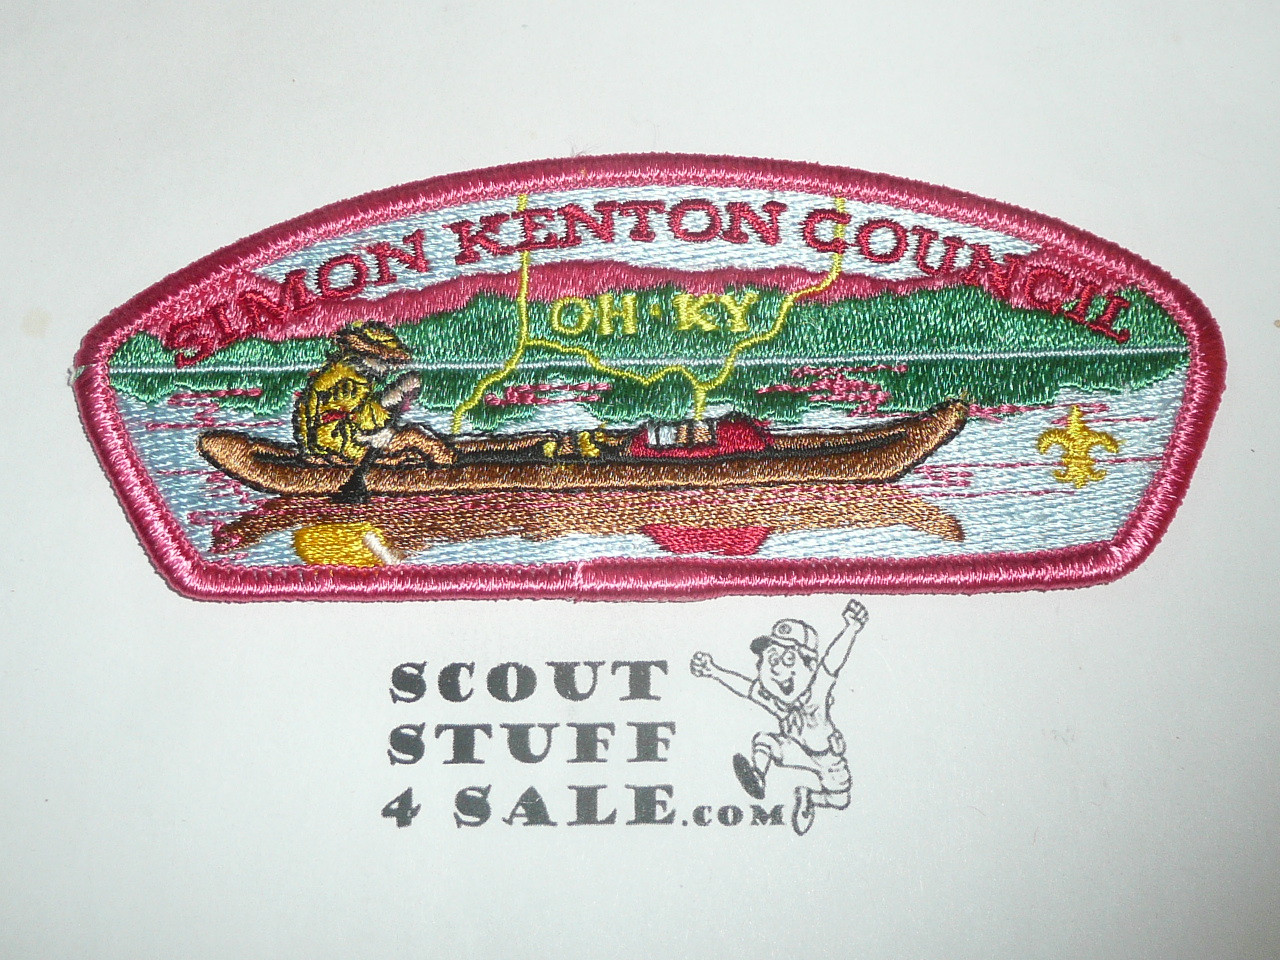 SIMON KENTON COUNCIL
OH · KY
SCOUT
STUFF
4 SALE.COM